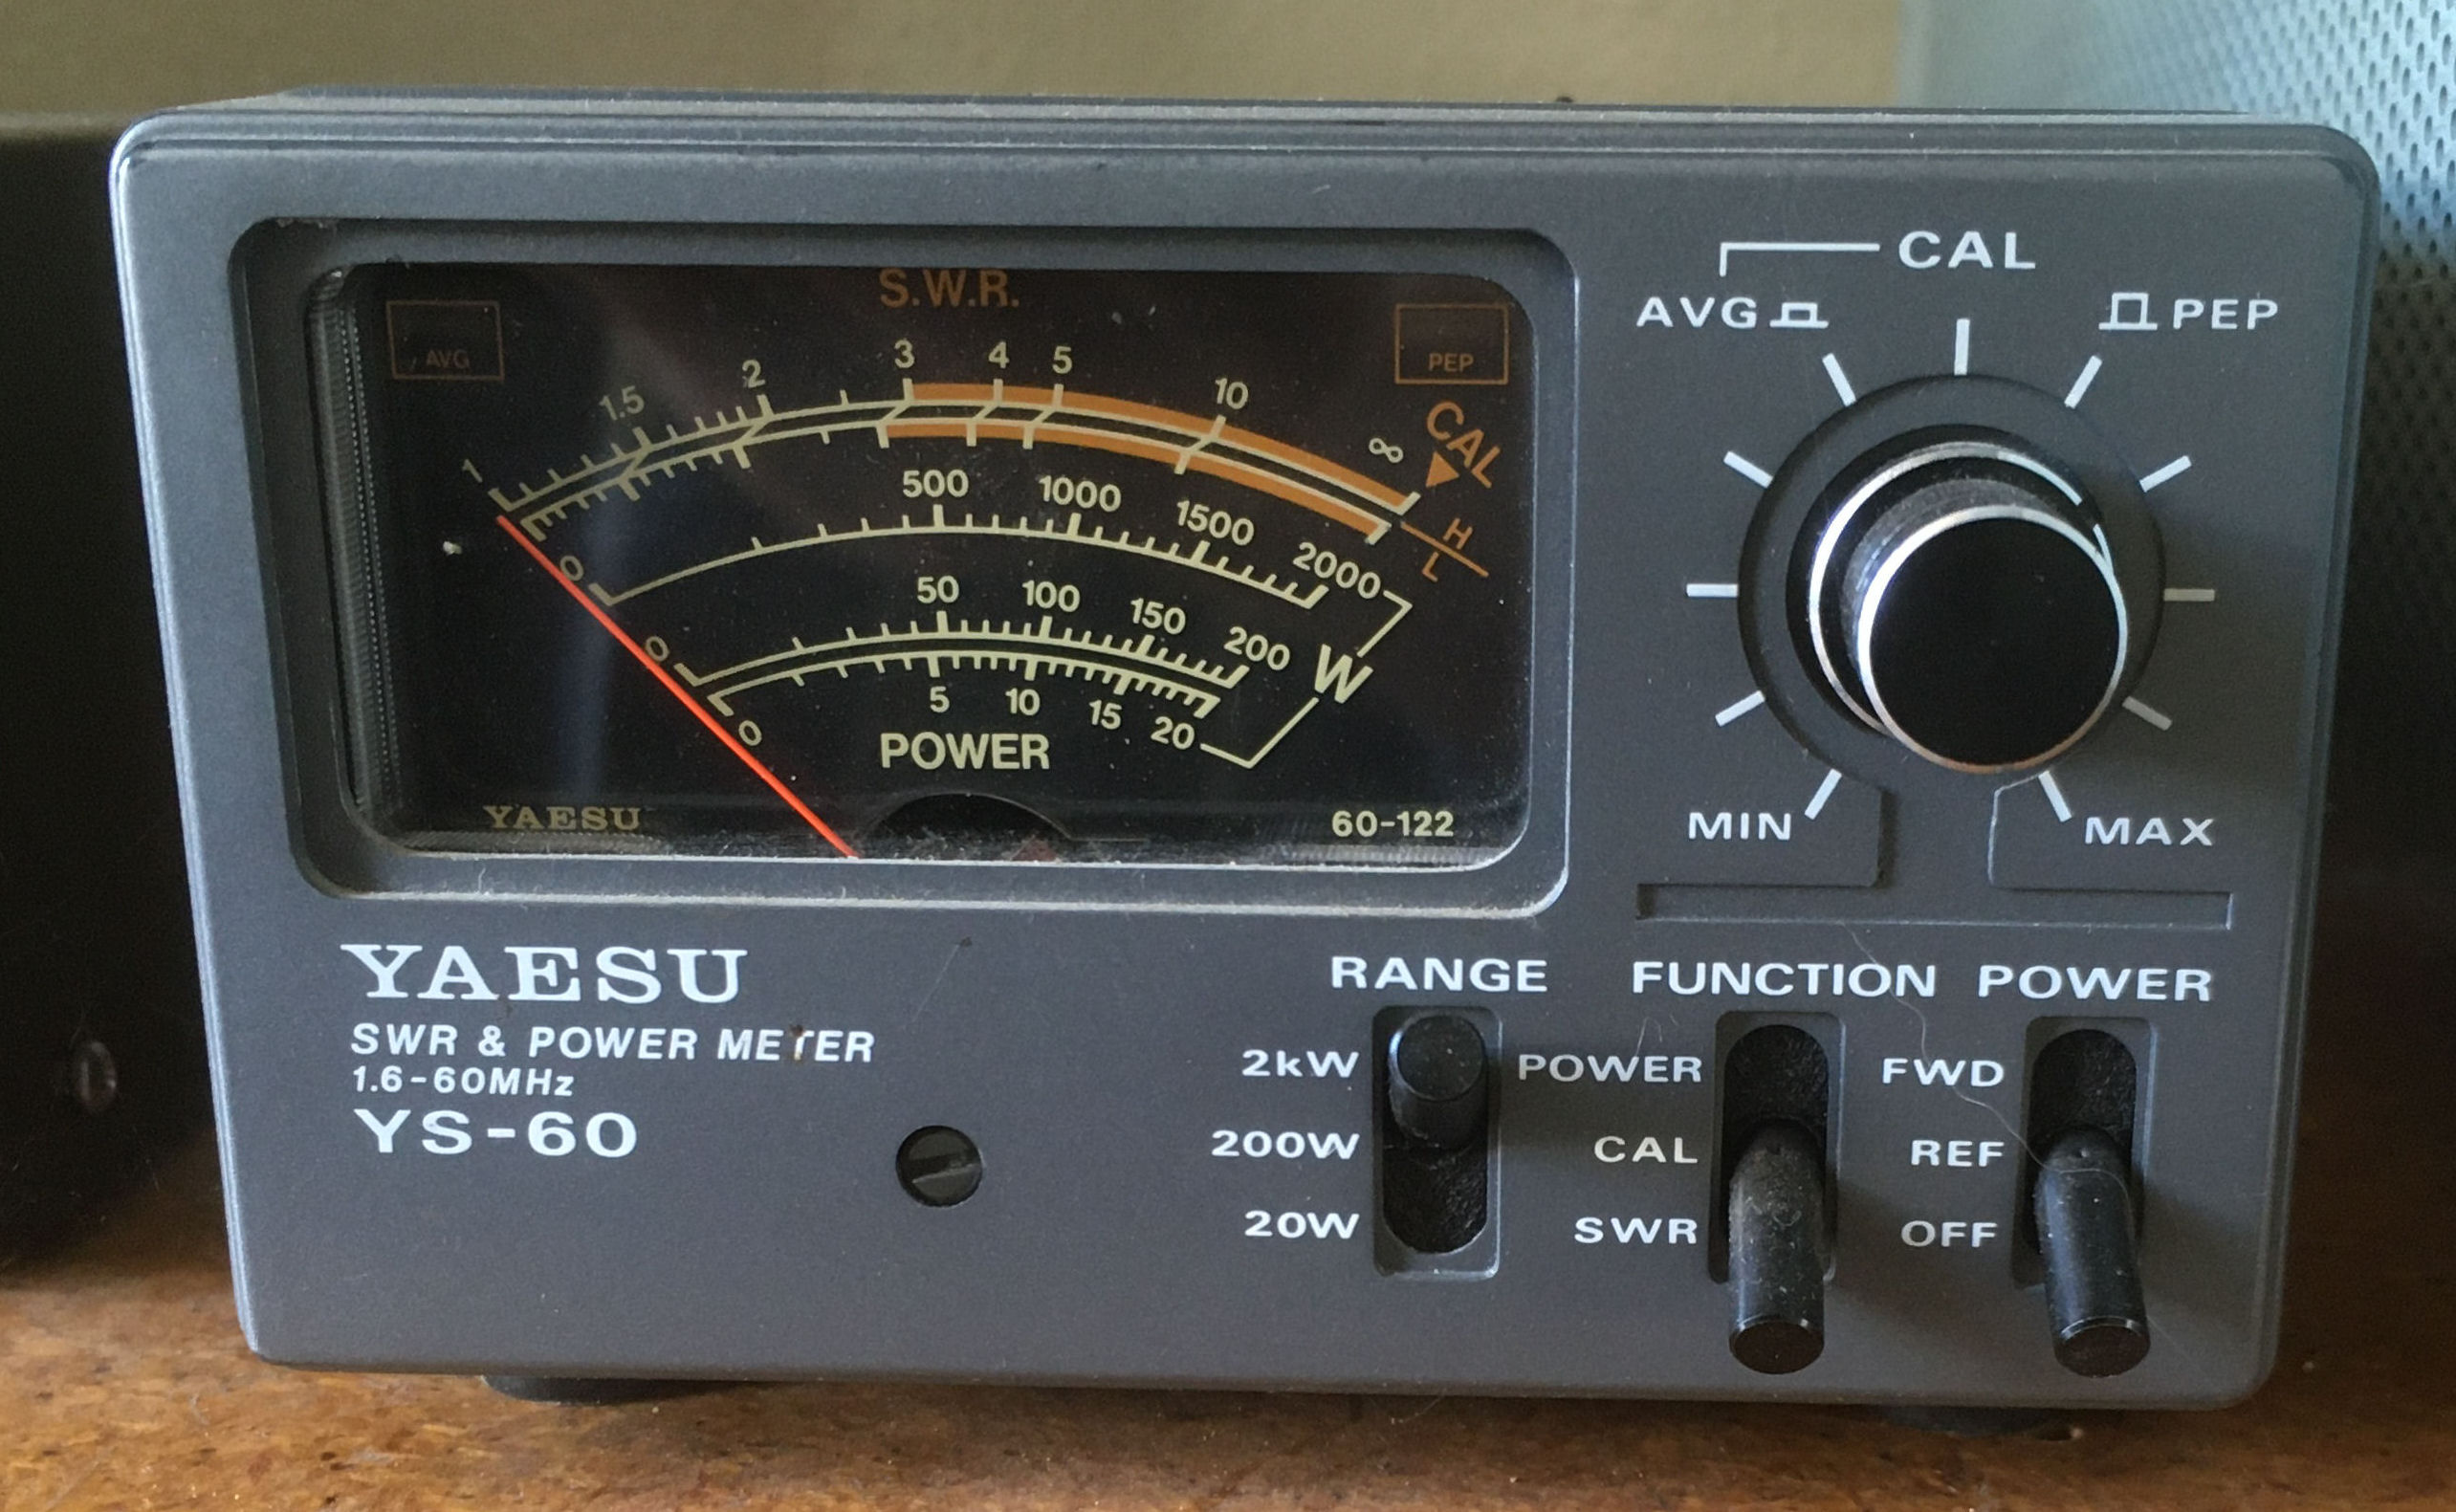 S.W.R.
AVG
PEP
1 1.5 2 3 4 5 10 ∞
CAL
H
L
0 500 1000 1500 2000
0 50 100 150 200
W
0 5 10 15 20
POWER
YAESU
60-122
CAL
AVG
PEP
MIN
MAX
YAESU
SWR & POWER METER
1.6-60MHz
YS-60
RANGE
2kW
200W
20W
FUNCTION
POWER
CAL
SWR
POWER
FWD
REF
OFF